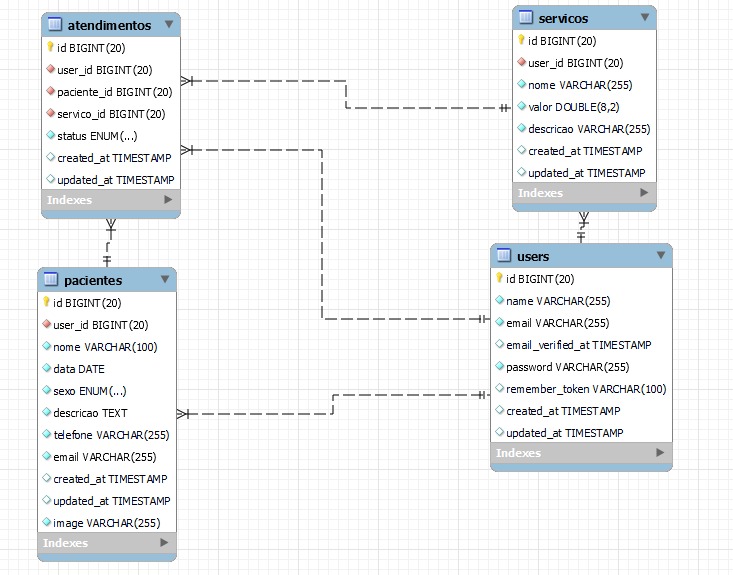 atendimentos
id BIGINT(20)
user_id BIGINT(20)
paciente_id BIGINT(20)
servico_id BIGINT(20)
status ENUM(...)
created_at TIMESTAMP
updated_at TIMESTAMP
Indexes
servicos
id BIGINT(20)
user_id BIGINT(20)
nome VARCHAR(255)
valor DOUBLE(8,2)
descricao VARCHAR(255)
created_at TIMESTAMP
updated_at TIMESTAMP
Indexes
pacientes
id BIGINT(20)
user_id BIGINT(20)
nome VARCHAR(100)
data DATE
sexo ENUM(...)
descricao TEXT
telefone VARCHAR(255)
email VARCHAR(255)
created_at TIMESTAMP
updated_at TIMESTAMP
image VARCHAR(255)
Indexes
users
id BIGINT(20)
name VARCHAR(255)
email VARCHAR(255)
email_verified_at TIMESTAMP
password VARCHAR(255)
remember_token VARCHAR(100)
created_at TIMESTAMP
updated_at TIMESTAMP
Indexes